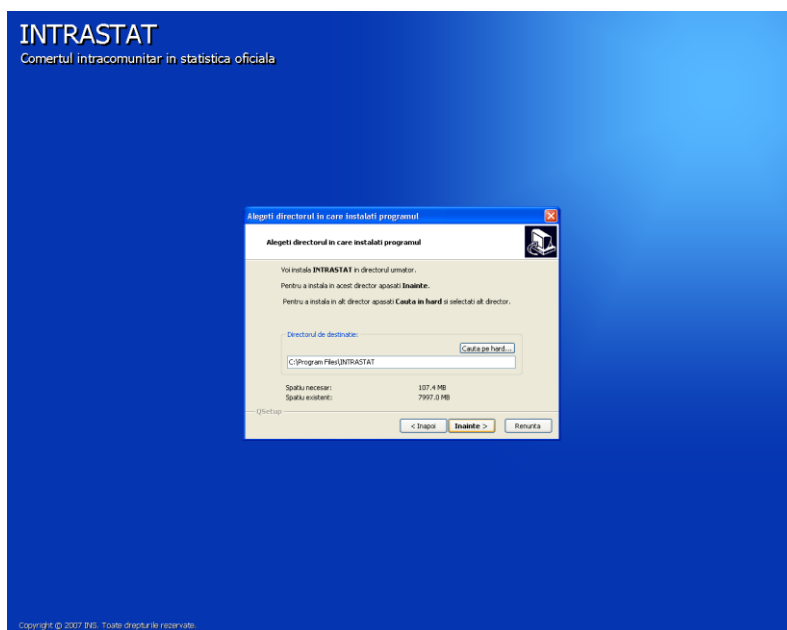 INTRASTAT
Comertul intracomunitar in statistica oficiala
Alegeti directorul in care instalati programul
Alegeti directorul in care instalati programul
Voi instala INTRASTAT in directorul urmator.
Pentru a instala in acest director apasati Inainte.
Pentru a instala in alt director apasati Cauta in hard si selectati alt director.
Directorul de destinatie:
Cauta pe hard...
C:\Program Files\INTRASTAT
Spatiu necesar: 107.4 MB
Spatiu existent: 7997.0 MB
QSetup
< Inapoi Inainte > Renunta
Copyright © 2007 INS. Toate drepturile rezervate.